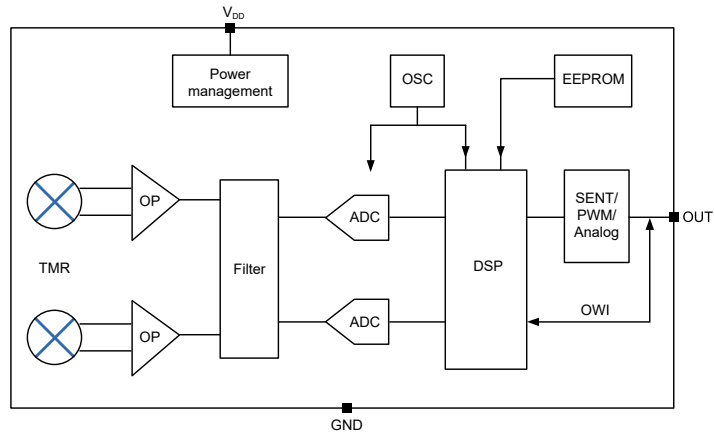 VDD
Power
management
OSC
EEPROM
OP
ADC
SENT/
PWM/
Analog
OUT
TMR
Filter
DSP
OWI
OP
ADC
GND